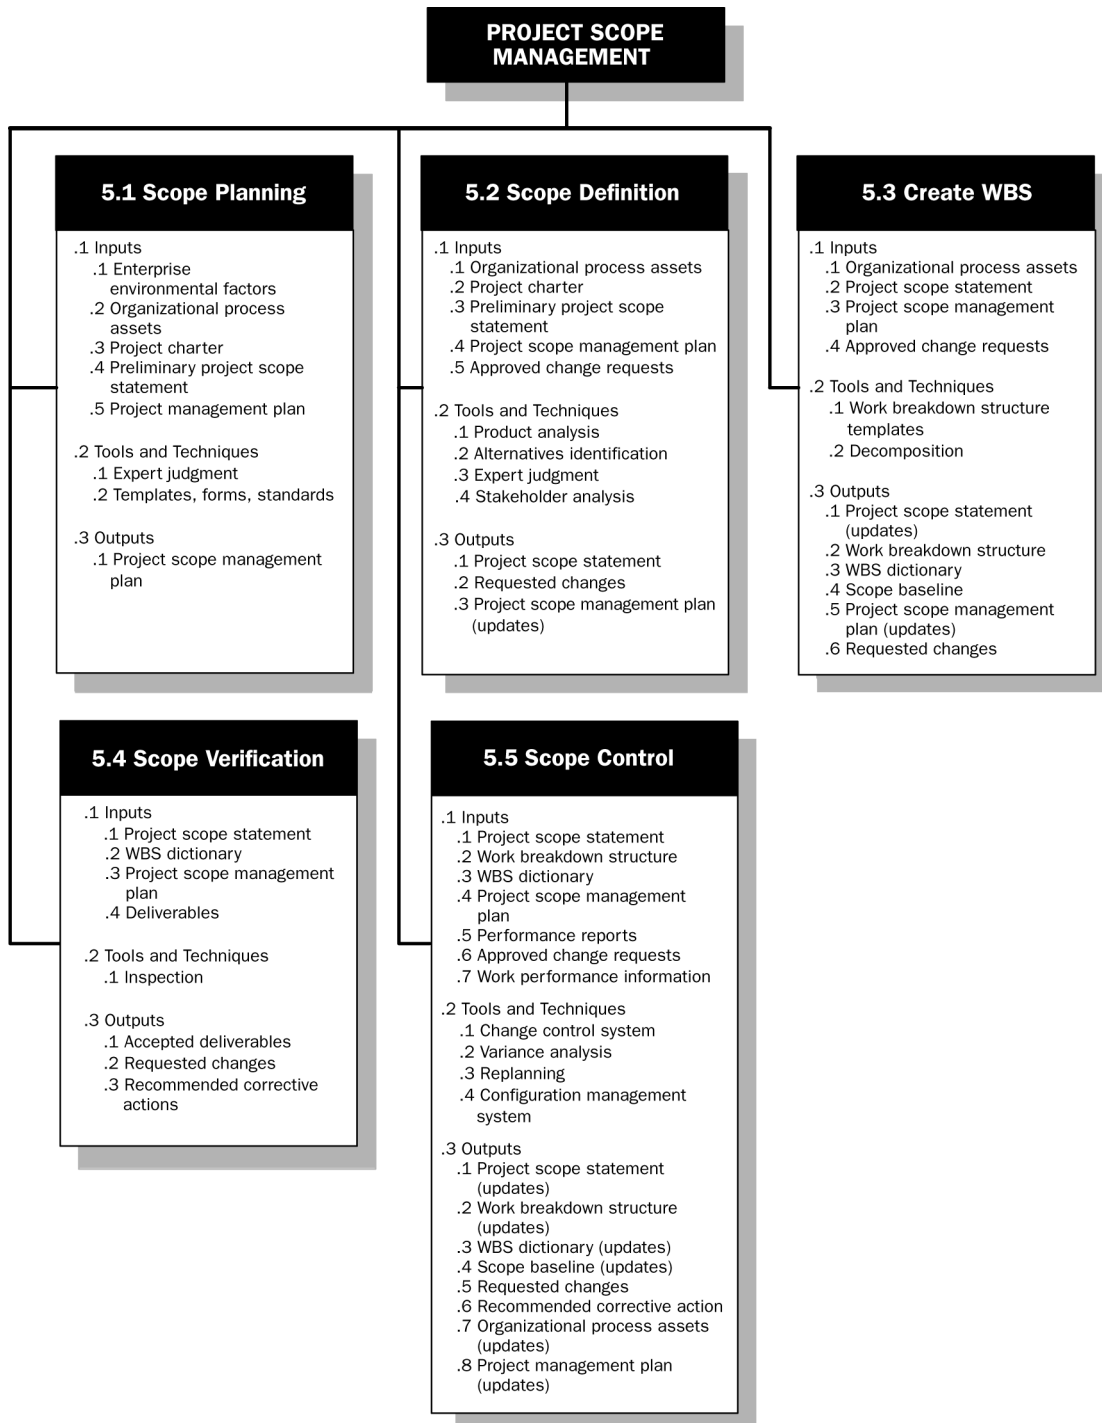 PROJECT SCOPE
MANAGEMENT
5.1 Scope Planning
.1 Inputs
.1 Enterprise
environmental factors
.2 Organizational process
assets
.3 Project charter
.4 Preliminary project scope
statement
.5 Project management plan
.2 Tools and Techniques
.1 Expert judgment
.2 Templates, forms, standards
.3 Outputs
.1 Project scope management
plan
5.2 Scope Definition
.1 Inputs
.1 Organizational process assets
.2 Project charter
.3 Preliminary project scope
statement
.4 Project scope management plan
.5 Approved change requests
.2 Tools and Techniques
.1 Product analysis
.2 Alternatives identification
.3 Expert judgment
.4 Stakeholder analysis
.3 Outputs
.1 Project scope statement
.2 Requested changes
.3 Project scope management plan
(updates)
5.3 Create WBS
.1 Inputs
.1 Organizational process assets
.2 Project scope statement
.3 Project scope management
plan
.4 Approved change requests
.2 Tools and Techniques
.1 Work breakdown structure
templates
.2 Decomposition
.3 Outputs
.1 Project scope statement
(updates)
.2 Work breakdown structure
.3 WBS dictionary
.4 Scope baseline
.5 Project scope management
plan (updates)
.6 Requested changes
5.4 Scope Verification
.1 Inputs
.1 Project scope statement
.2 WBS dictionary
.3 Project scope management
plan
.4 Deliverables
.2 Tools and Techniques
.1 Inspection
.3 Outputs
.1 Accepted deliverables
.2 Requested changes
.3 Recommended corrective
actions
5.5 Scope Control
.1 Inputs
.1 Project scope statement
.2 Work breakdown structure
.3 WBS dictionary
.4 Project scope management
plan
.5 Performance reports
.6 Approved change requests
.7 Work performance information
.2 Tools and Techniques
.1 Change control system
.2 Variance analysis
.3 Replanning
.4 Configuration management
system
.3 Outputs
.1 Project scope statement
(updates)
.2 Work breakdown structure
(updates)
.3 WBS dictionary (updates)
.4 Scope baseline (updates)
.5 Requested changes
.6 Recommended corrective action
.7 Organizational process assets
(updates)
.8 Project management plan
(updates)